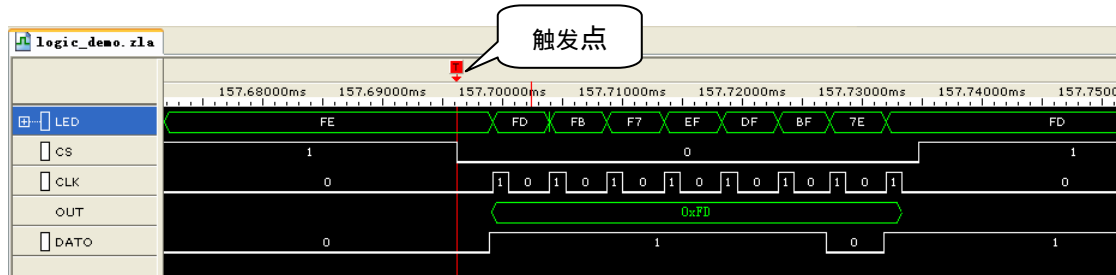 触发点
logic_demo.zla
T
157.68000ms 157.69000ms 157.70000ms 157.71000ms 157.72000ms 157.73000ms 157.74000ms 157.7500
LED FE FD FB F7 EF DF BF 7E FD
CS 1 0 1
CLK 0 1 0 1 0 1 0 1 0 1 0 1 0 1 0 1 0
OUT 0xFD
DATO 0 1 0 1